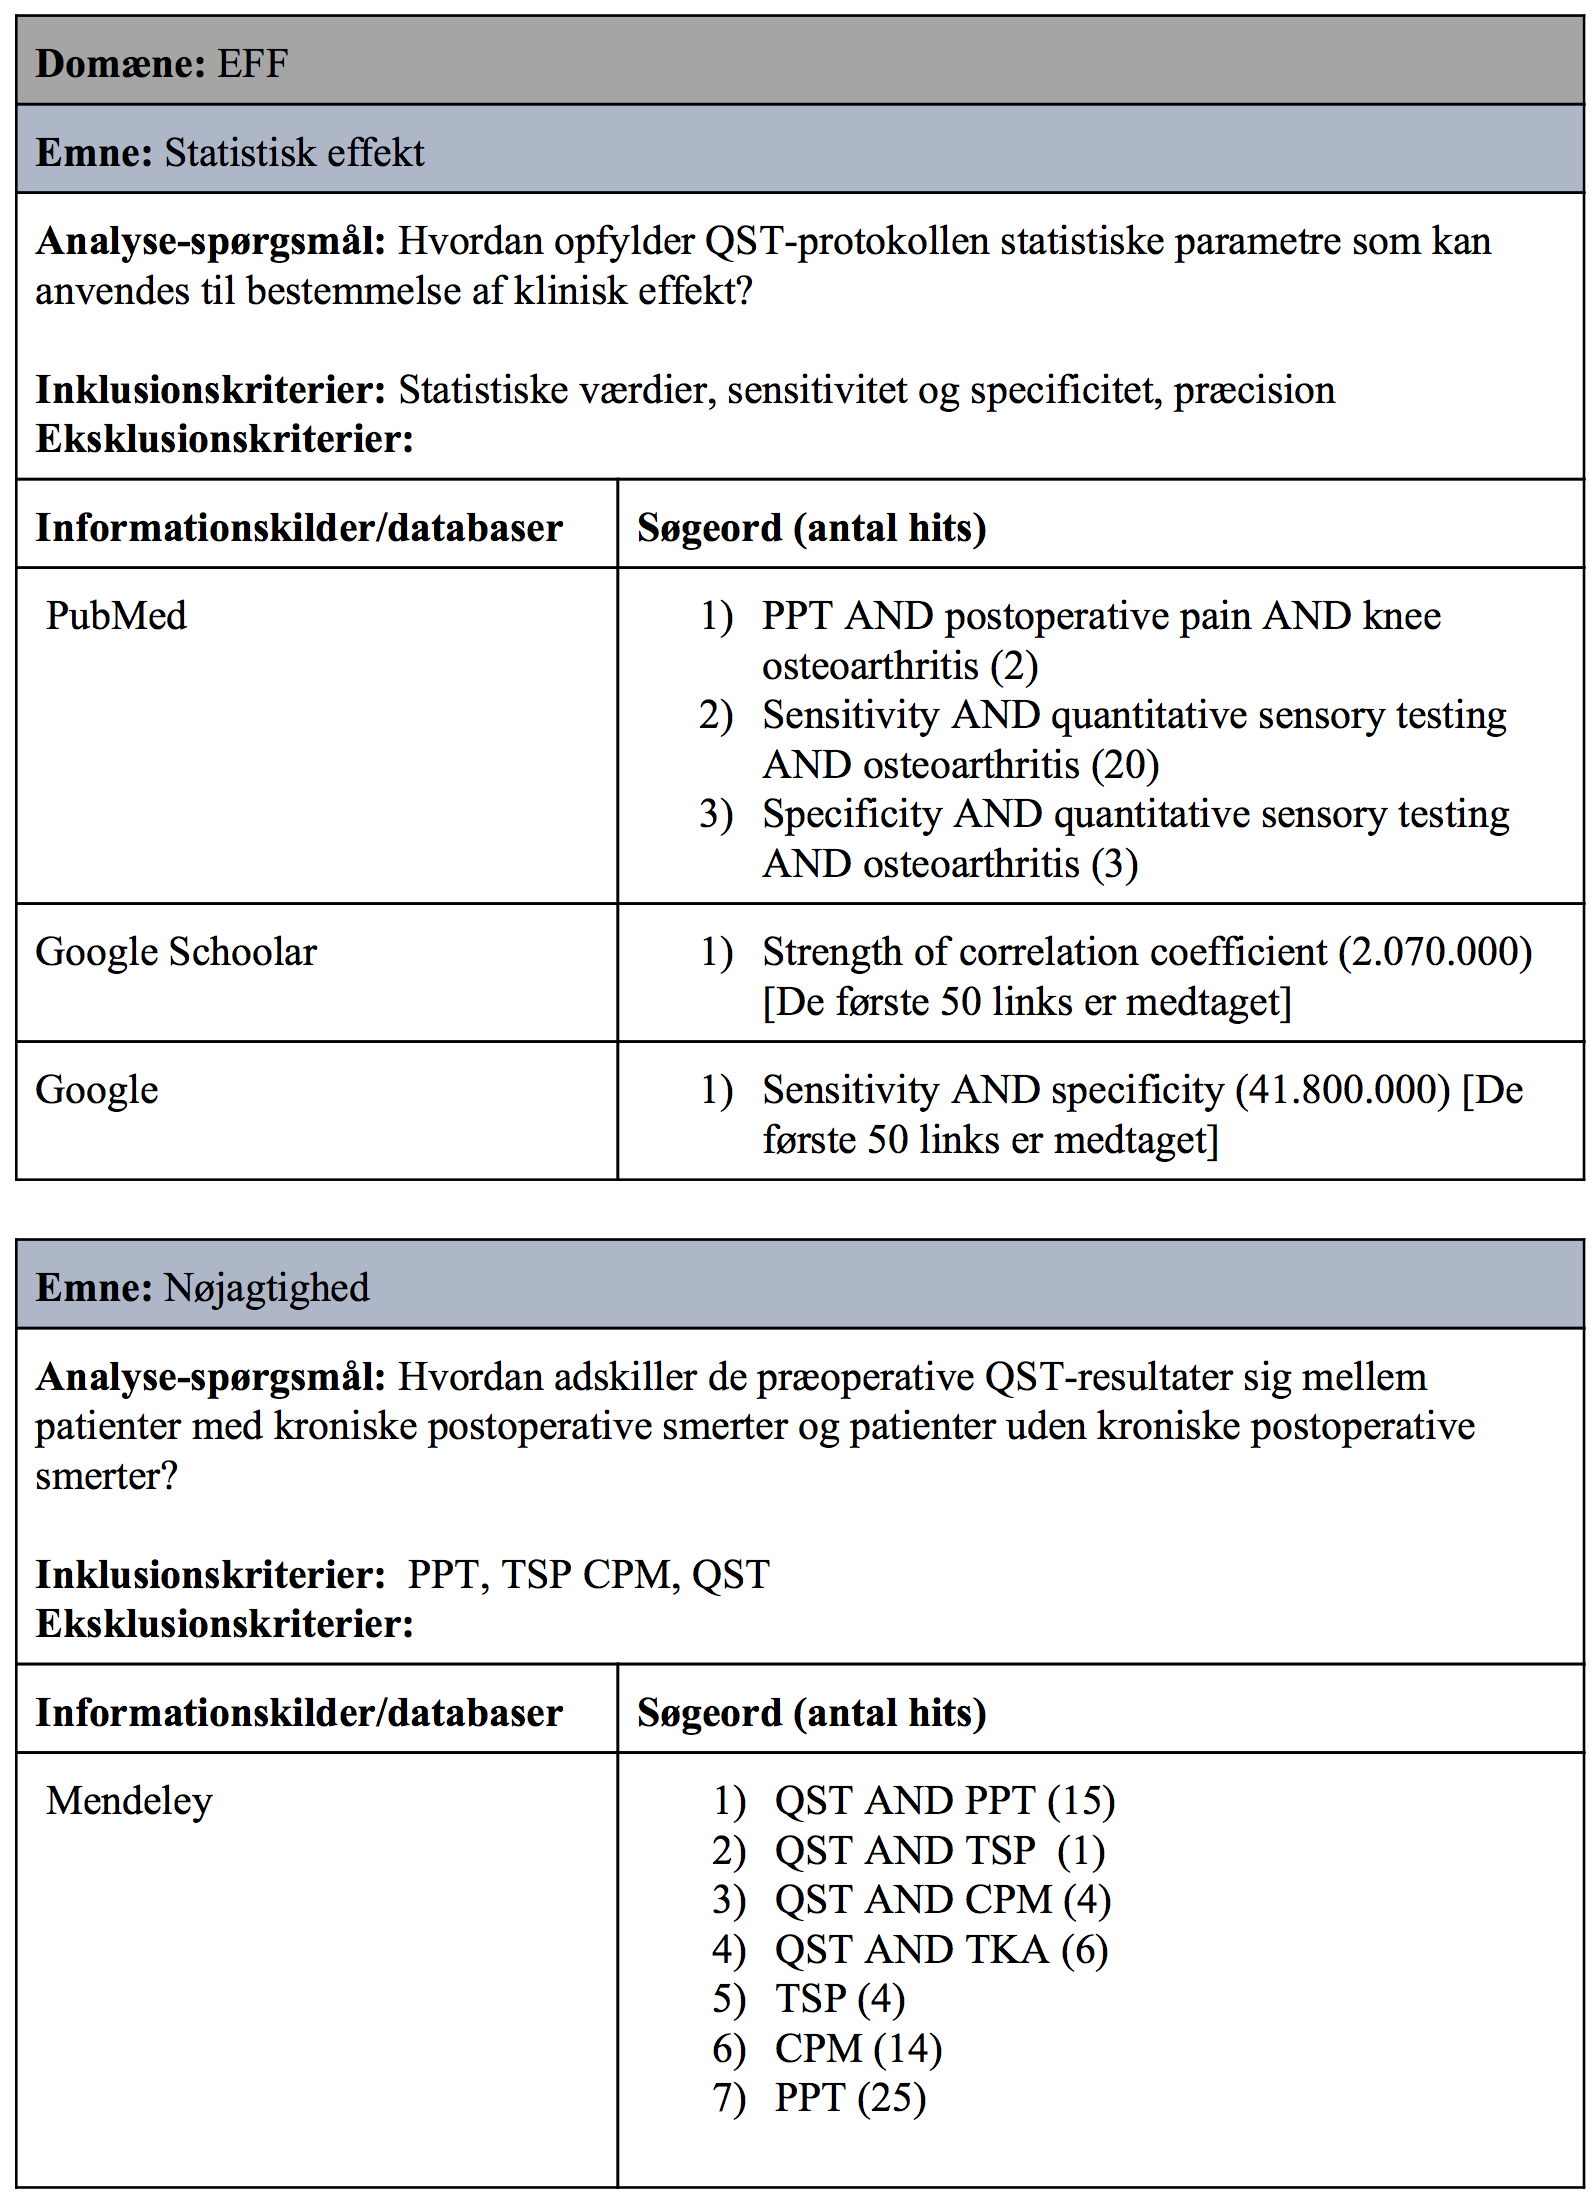 Domæne: EFF
Emne: Statistisk effekt
Analyse-spørgsmål: Hvordan opfylder QST-protokollen statistiske parametre som kan
anvendes til bestemmelse af klinisk effekt?
Inklusionskriterier: Statistiske værdier, sensitivitet og specificitet, præcision
Eksklusionskriterier:
Informationskilder/databaser
Søgeord (antal hits)
PubMed
1) PPT AND postoperative pain AND knee
osteoarthritis (2)
2) Sensitivity AND quantitative sensory testing
AND osteoarthritis (20)
3) Specificity AND quantitative sensory testing
AND osteoarthritis (3)
Google Schoolar
1) Strength of correlation coefficient (2.070.000)
[De første 50 links er medtaget]
Google
1) Sensitivity AND specificity (41.800.000) [De
første 50 links er medtaget]
Emne: Nøjagtighed
Analyse-spørgsmål: Hvordan adskiller de præoperative QST-resultater sig mellem
patienter med kroniske postoperative smerter og patienter uden kroniske postoperative
smerter?
Inklusionskriterier: PPT, TSP CPM, QST
Eksklusionskriterier:
Informationskilder/databaser
Søgeord (antal hits)
Mendeley
1) QST AND PPT (15)
2) QST AND TSP (1)
3) QST AND CPM (4)
4) QST AND TKA (6)
5) TSP (4)
6) CPM (14)
7) PPT (25)